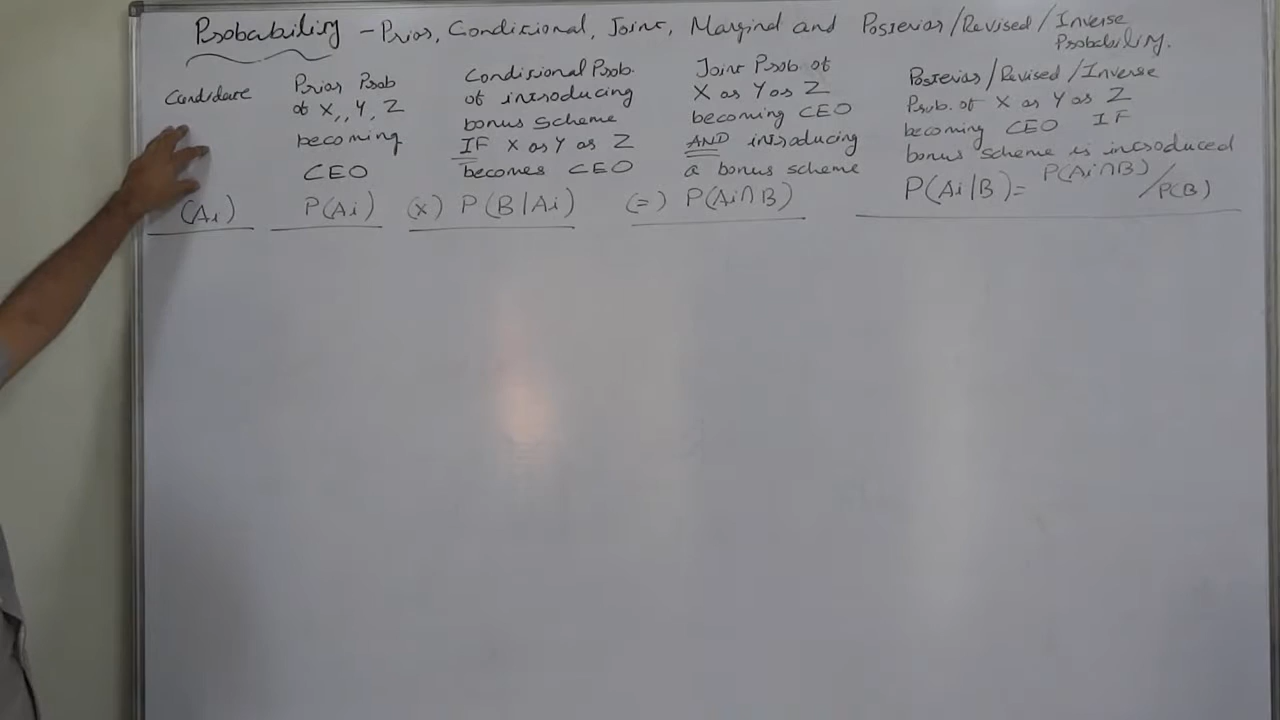 Probability - Prior, Conditional, Joint, Marginal and Posterior/Revised/Inverse
Probability.
Candidate
(Ai)
Prior Prob
of X, Y, Z
becoming
CEO
P(Ai)
Conditional Prob.
of introducing
bonus scheme
IF X or Y or Z
becomes CEO
(x) P(B|Ai)
Joint Prob. of
X or Y or Z
becoming CEO
AND introducing
a bonus scheme
(=) P(Ai∩B)
Posterior/Revised/Inverse
Prob. of X or Y or Z
becoming CEO IF
bonus scheme is introduced
P(Ai|B) = P(Ai∩B)/P(B)